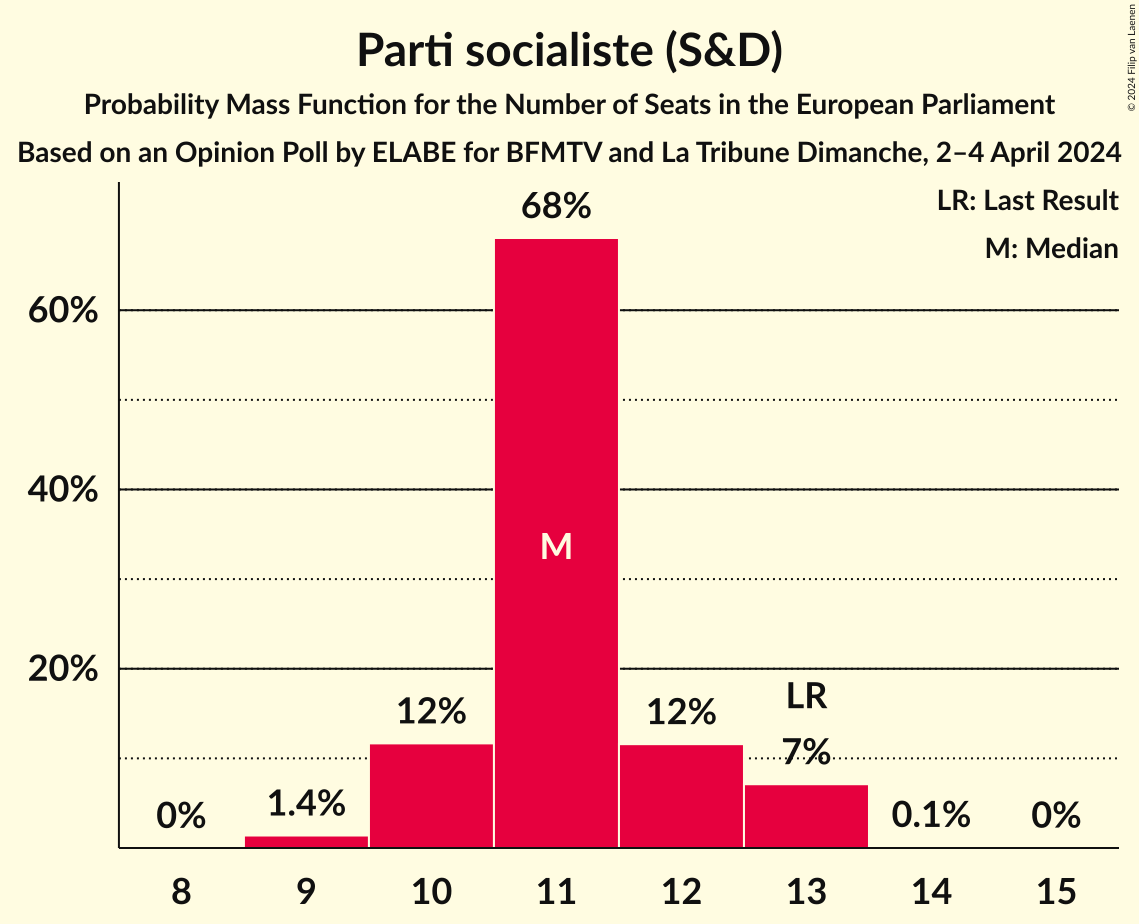 Parti socialiste (S&D)
Probability Mass Function for the Number of Seats in the European Parliament
Based on an Opinion Poll by ELABE for BFMTV and La Tribune Dimanche, 2–4 April 2024
© 2024 Filip van Laenen
LR: Last Result
M: Median
60%
40%
20%
0%
1.4%
12%
68%
M
12%
LR
7%
0.1%
0%
8 9 10 11 12 13 14 15